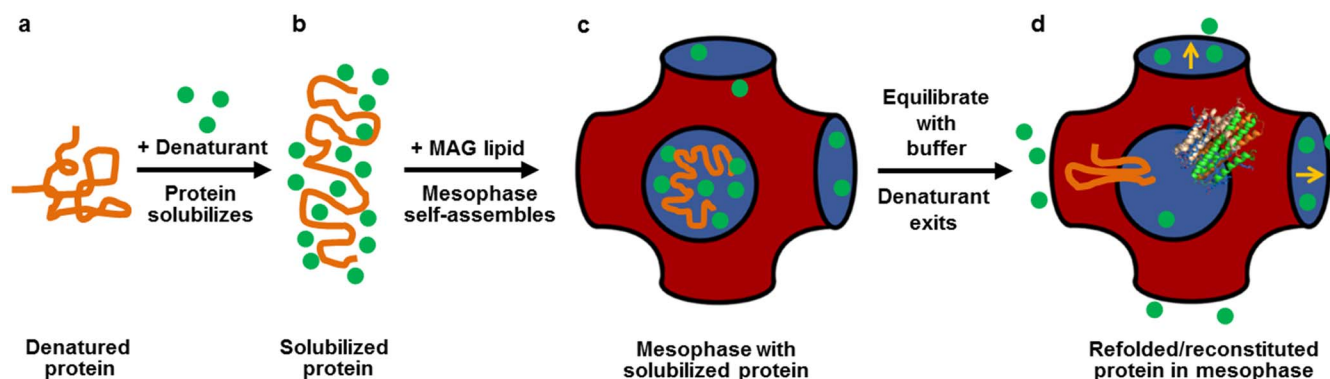 a
b
c
d
+ Denaturant
Protein
solubilizes
+ MAG lipid
Mesophase
self-assembles
Equilibrate
with
buffer
Denaturant
exits
Denatured
protein
Solubilized
protein
Mesophase with
solubilized protein
Refolded/reconstituted
protein in mesophase